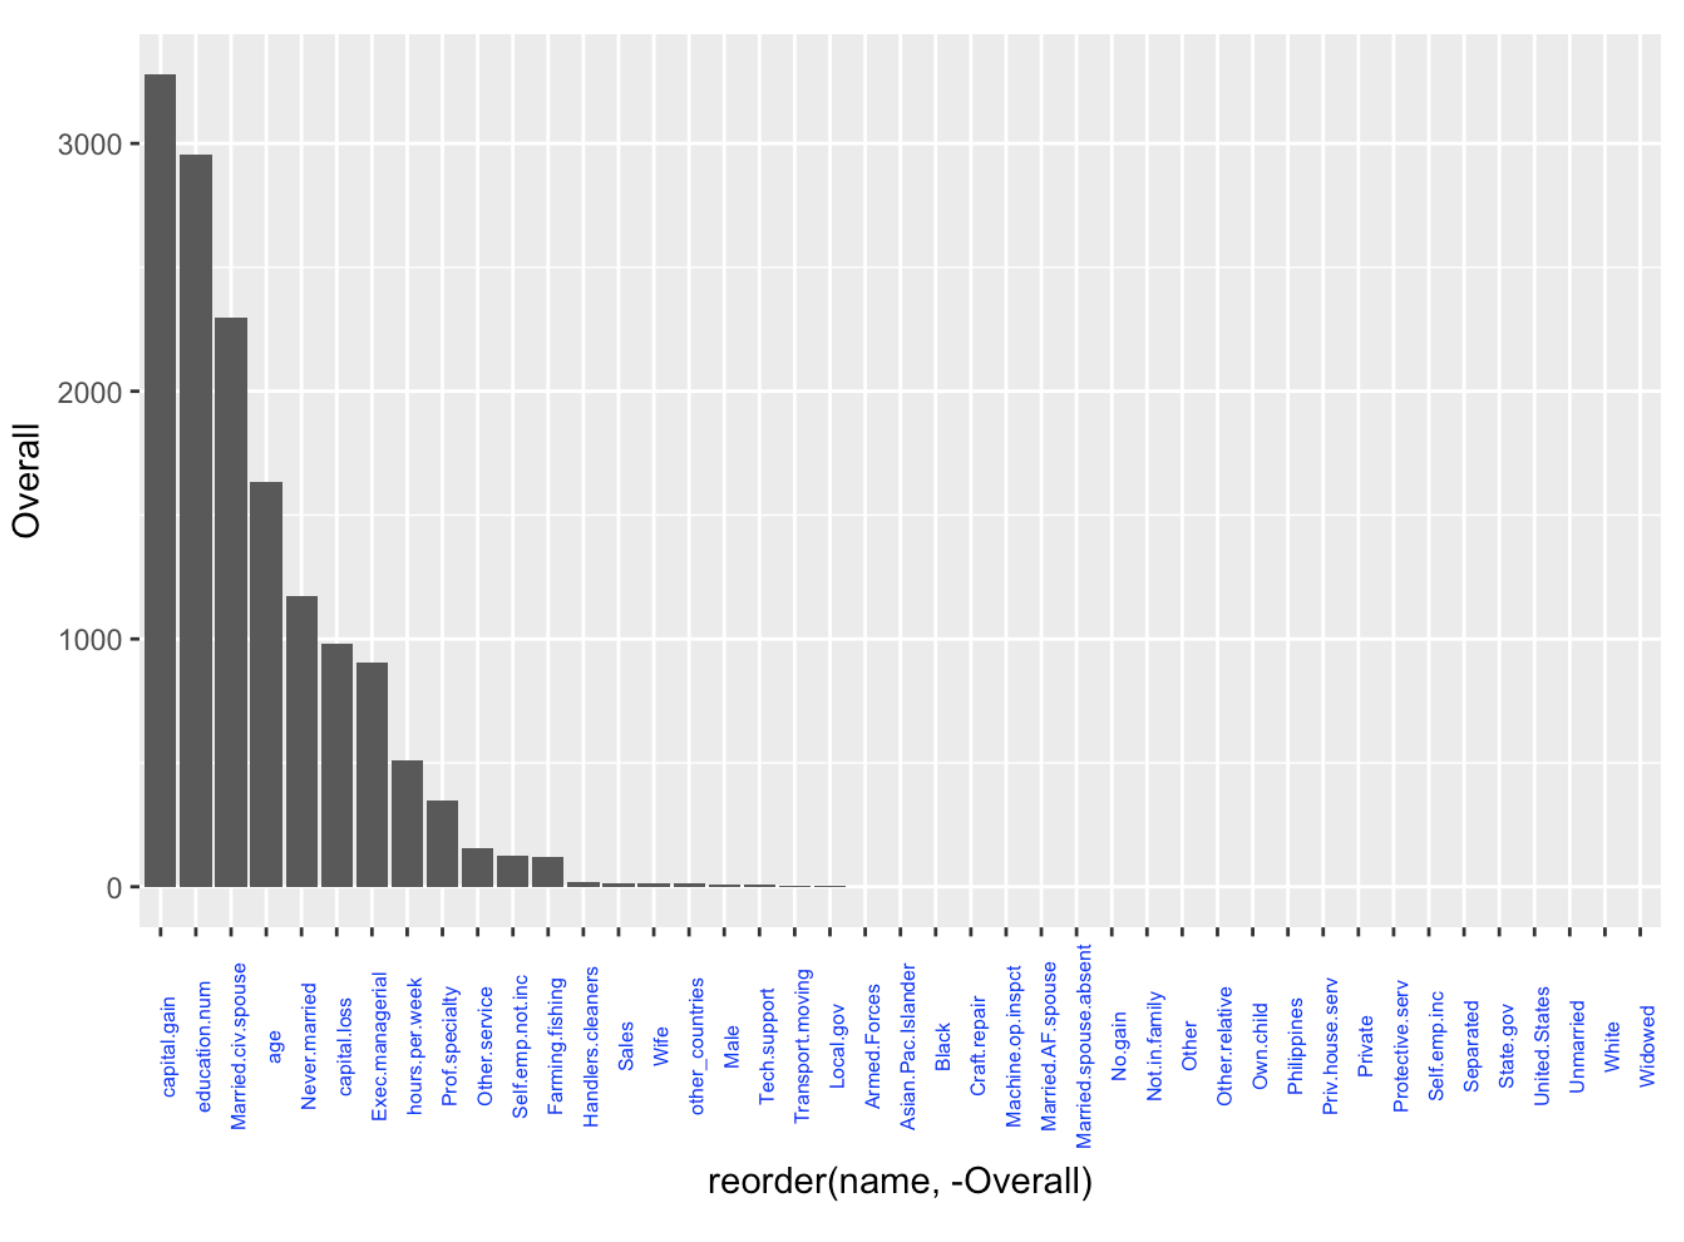 3000
2000
1000
0
Overall
capital.gain
education.num
Married.civ.spouse
age
Never.married
capital.loss
Exec.managerial
hours.per.week
Prof.specialty
Other.service
Self.emp.not.inc
Farming.fishing
Handlers.cleaners
Sales
Wife
other_countries
Male
Tech.support
Transport.moving
Local.gov
Armed.Forces
Asian.Pac.Islander
Black
Craft.repair
Machine.op.inspct
Married.AF.spouse
Married.spouse.absent
No.gain
Not.in.family
Other
Other.relative
Own.child
Philippines
Priv.house.serv
Private
Protective.serv
Self.emp.inc
Separated
State.gov
United.States
Unmarried
White
Widowed
reorder(name, -Overall)